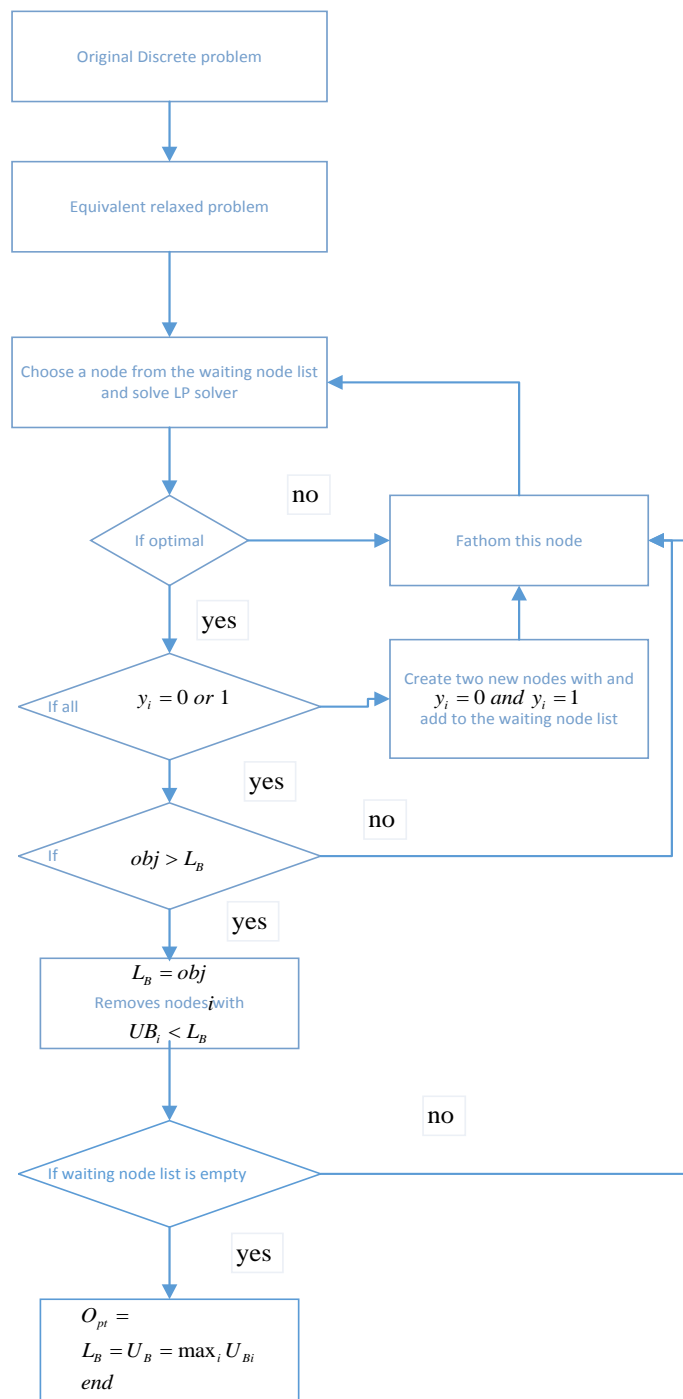 Original Discrete problem
Equivalent relaxed problem
Choose a node from the waiting node list
and solve LP solver
no
If optimal
Fathom this node
yes
If all y_i = 0 or 1
Create two new nodes with and
y_i = 0 and y_i = 1
add to the waiting node list
yes
no
If obj > L_B
yes
L_B = obj
Removes nodes i with
UB_i < L_B
no
If waiting node list is empty
yes
O_pt =
L_B = U_B = max_i U_Bi
end